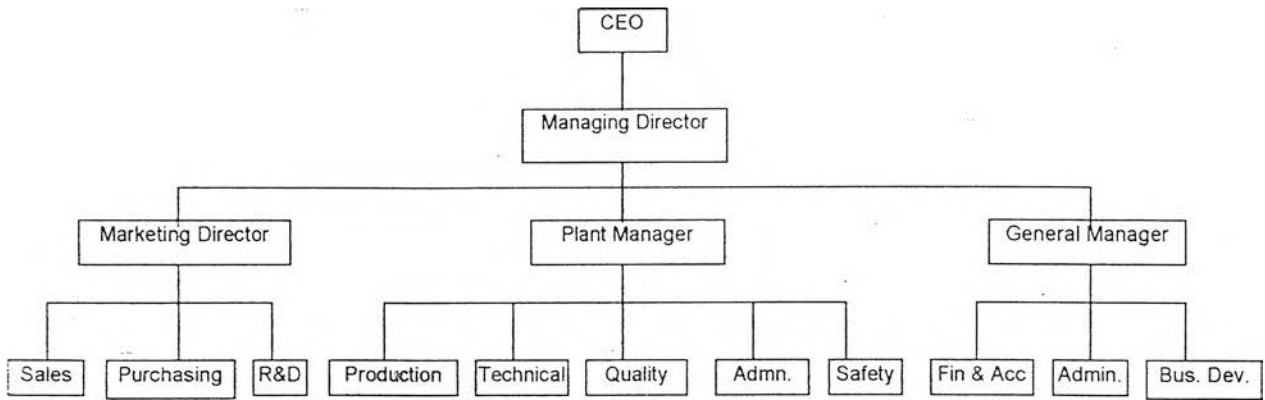 CEO
Managing Director
Marketing Director
Plant Manager
General Manager
Sales
Purchasing
R&D
Production
Technical
Quality
Admn.
Safety
Fin & Acc
Admin.
Bus. Dev.